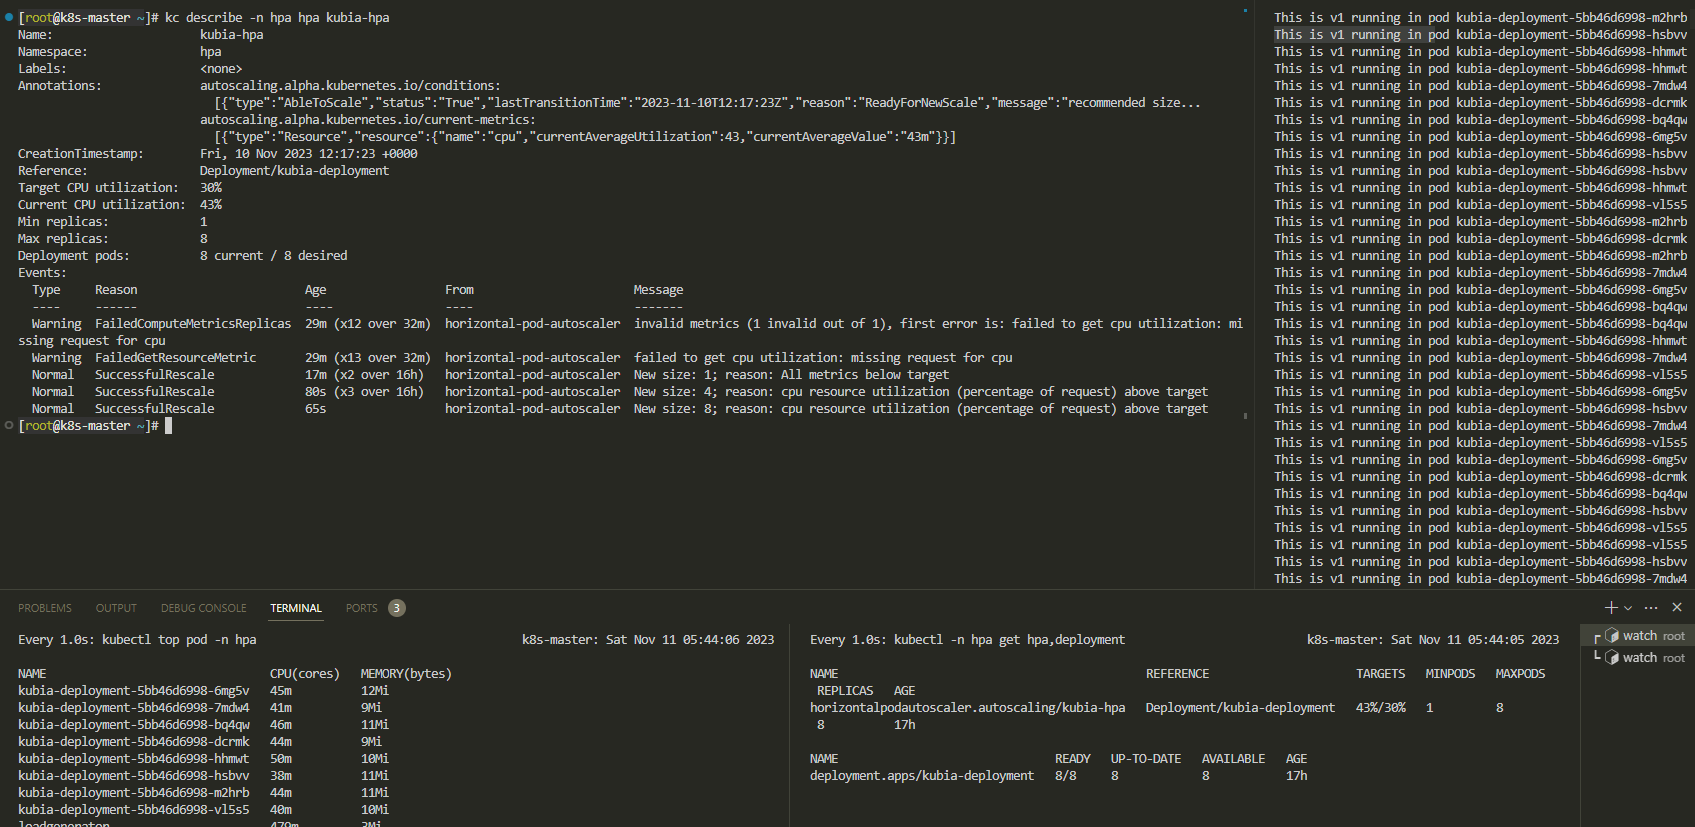 [root@k8s-master ~]# kc describe -n hpa hpa kubia-hpa
Name:                     kubia-hpa
Namespace:                hpa
Labels:                   <none>
Annotations:              autoscaling.alpha.kubernetes.io/conditions:
[{"type":"AbleToScale","status":"True","lastTransitionTime":"2023-11-10T12:17:23Z","reason":"ReadyForNewScale","message":"recommended size...
autoscaling.alpha.kubernetes.io/current-metrics:
[{"type":"Resource","resource":{"name":"cpu","currentAverageUtilization":43,"currentAverageValue":"43m"}}]
CreationTimestamp:        Fri, 10 Nov 2023 12:17:23 +0000
Reference:                Deployment/kubia-deployment
Target CPU utilization:   30%
Current CPU utilization:  43%
Min replicas:             1
Max replicas:             8
Deployment pods:          8 current / 8 desired
Events:
Type     Reason                        Age                  From                       Message
----     ------                        ----                 ----                       -------
Warning  FailedComputeMetricsReplicas  29m (x12 over 32m)  horizontal-pod-autoscaler  invalid metrics (1 invalid out of 1), first error is: failed to get cpu utilization: mi
ssing request for cpu
Warning  FailedGetResourceMetric       29m (x13 over 32m)  horizontal-pod-autoscaler  failed to get cpu utilization: missing request for cpu
Normal   SuccessfulRescale             17m (x2 over 16h)   horizontal-pod-autoscaler  New size: 1; reason: All metrics below target
Normal   SuccessfulRescale             80s (x3 over 16h)   horizontal-pod-autoscaler  New size: 4; reason: cpu resource utilization (percentage of request) above target
Normal   SuccessfulRescale             65s                 horizontal-pod-autoscaler  New size: 8; reason: cpu resource utilization (percentage of request) above target
[root@k8s-master ~]#
This is v1 running in pod kubia-deployment-5bb46d6998-m2hrb
This is v1 running in pod kubia-deployment-5bb46d6998-hsbvv
This is v1 running in pod kubia-deployment-5bb46d6998-hhmwt
This is v1 running in pod kubia-deployment-5bb46d6998-hhmwt
This is v1 running in pod kubia-deployment-5bb46d6998-7mdw4
This is v1 running in pod kubia-deployment-5bb46d6998-dcrmk
This is v1 running in pod kubia-deployment-5bb46d6998-bq4qw
This is v1 running in pod kubia-deployment-5bb46d6998-6mg5v
This is v1 running in pod kubia-deployment-5bb46d6998-hsbvv
This is v1 running in pod kubia-deployment-5bb46d6998-hsbvv
This is v1 running in pod kubia-deployment-5bb46d6998-hhmwt
This is v1 running in pod kubia-deployment-5bb46d6998-vl5s5
This is v1 running in pod kubia-deployment-5bb46d6998-m2hrb
This is v1 running in pod kubia-deployment-5bb46d6998-dcrmk
This is v1 running in pod kubia-deployment-5bb46d6998-m2hrb
This is v1 running in pod kubia-deployment-5bb46d6998-7mdw4
This is v1 running in pod kubia-deployment-5bb46d6998-6mg5v
This is v1 running in pod kubia-deployment-5bb46d6998-bq4qw
This is v1 running in pod kubia-deployment-5bb46d6998-bq4qw
This is v1 running in pod kubia-deployment-5bb46d6998-hhmwt
This is v1 running in pod kubia-deployment-5bb46d6998-7mdw4
This is v1 running in pod kubia-deployment-5bb46d6998-vl5s5
This is v1 running in pod kubia-deployment-5bb46d6998-6mg5v
This is v1 running in pod kubia-deployment-5bb46d6998-hsbvv
This is v1 running in pod kubia-deployment-5bb46d6998-7mdw4
This is v1 running in pod kubia-deployment-5bb46d6998-vl5s5
This is v1 running in pod kubia-deployment-5bb46d6998-6mg5v
This is v1 running in pod kubia-deployment-5bb46d6998-dcrmk
This is v1 running in pod kubia-deployment-5bb46d6998-bq4qw
This is v1 running in pod kubia-deployment-5bb46d6998-hsbvv
This is v1 running in pod kubia-deployment-5bb46d6998-vl5s5
This is v1 running in pod kubia-deployment-5bb46d6998-vl5s5
This is v1 running in pod kubia-deployment-5bb46d6998-hsbvv
This is v1 running in pod kubia-deployment-5bb46d6998-7mdw4
PROBLEMS OUTPUT DEBUG CONSOLE TERMINAL PORTS 3
Every 1.0s: kubectl top pod -n hpa    k8s-master: Sat Nov 11 05:44:06 2023
NAME                                CPU(cores)   MEMORY(bytes)
kubia-deployment-5bb46d6998-6mg5v   45m          12Mi
kubia-deployment-5bb46d6998-7mdw4   41m          9Mi
kubia-deployment-5bb46d6998-bq4qw   46m          11Mi
kubia-deployment-5bb46d6998-dcrmk   44m          9Mi
kubia-deployment-5bb46d6998-hhmwt   50m          10Mi
kubia-deployment-5bb46d6998-hsbvv   38m          11Mi
kubia-deployment-5bb46d6998-m2hrb   44m          11Mi
kubia-deployment-5bb46d6998-vl5s5   40m          10Mi
loadgenerator                       479m         3Mi
Every 1.0s: kubectl -n hpa get hpa,deployment    k8s-master: Sat Nov 11 05:44:05 2023
NAME                                            REFERENCE                     TARGETS   MINPODS   MAXPODS
REPLICAS   AGE
horizontalpodautoscaler.autoscaling/kubia-hpa   Deployment/kubia-deployment   43%/30%   1         8
8          17h
NAME                               READY   UP-TO-DATE   AVAILABLE   AGE
deployment.apps/kubia-deployment   8/8     8            8           17h
watch root
watch root